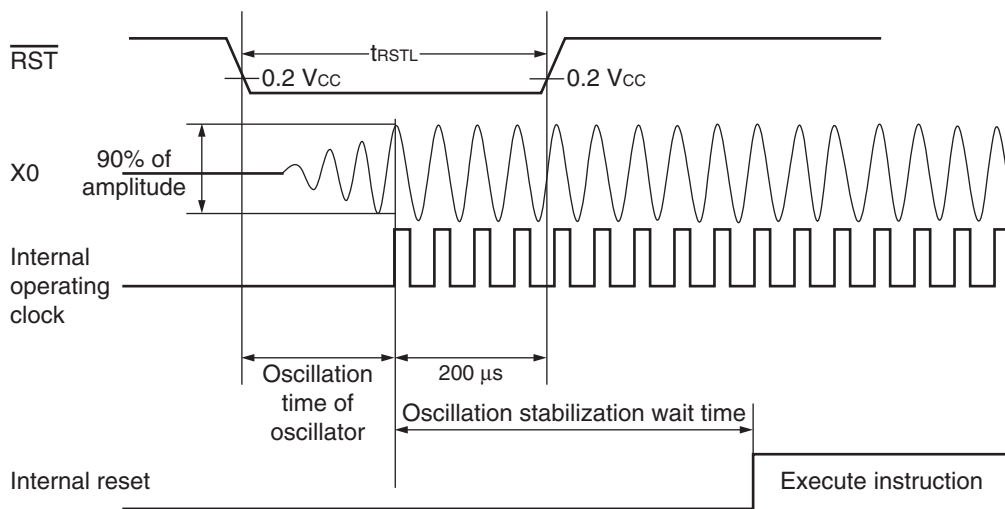 RST
tRSTL
0.2 VCC
0.2 VCC
X0
90% of
amplitude
Internal
operating
clock
Oscillation
time of
oscillator
200 µs
Oscillation stabilization wait time
Internal reset
Execute instruction